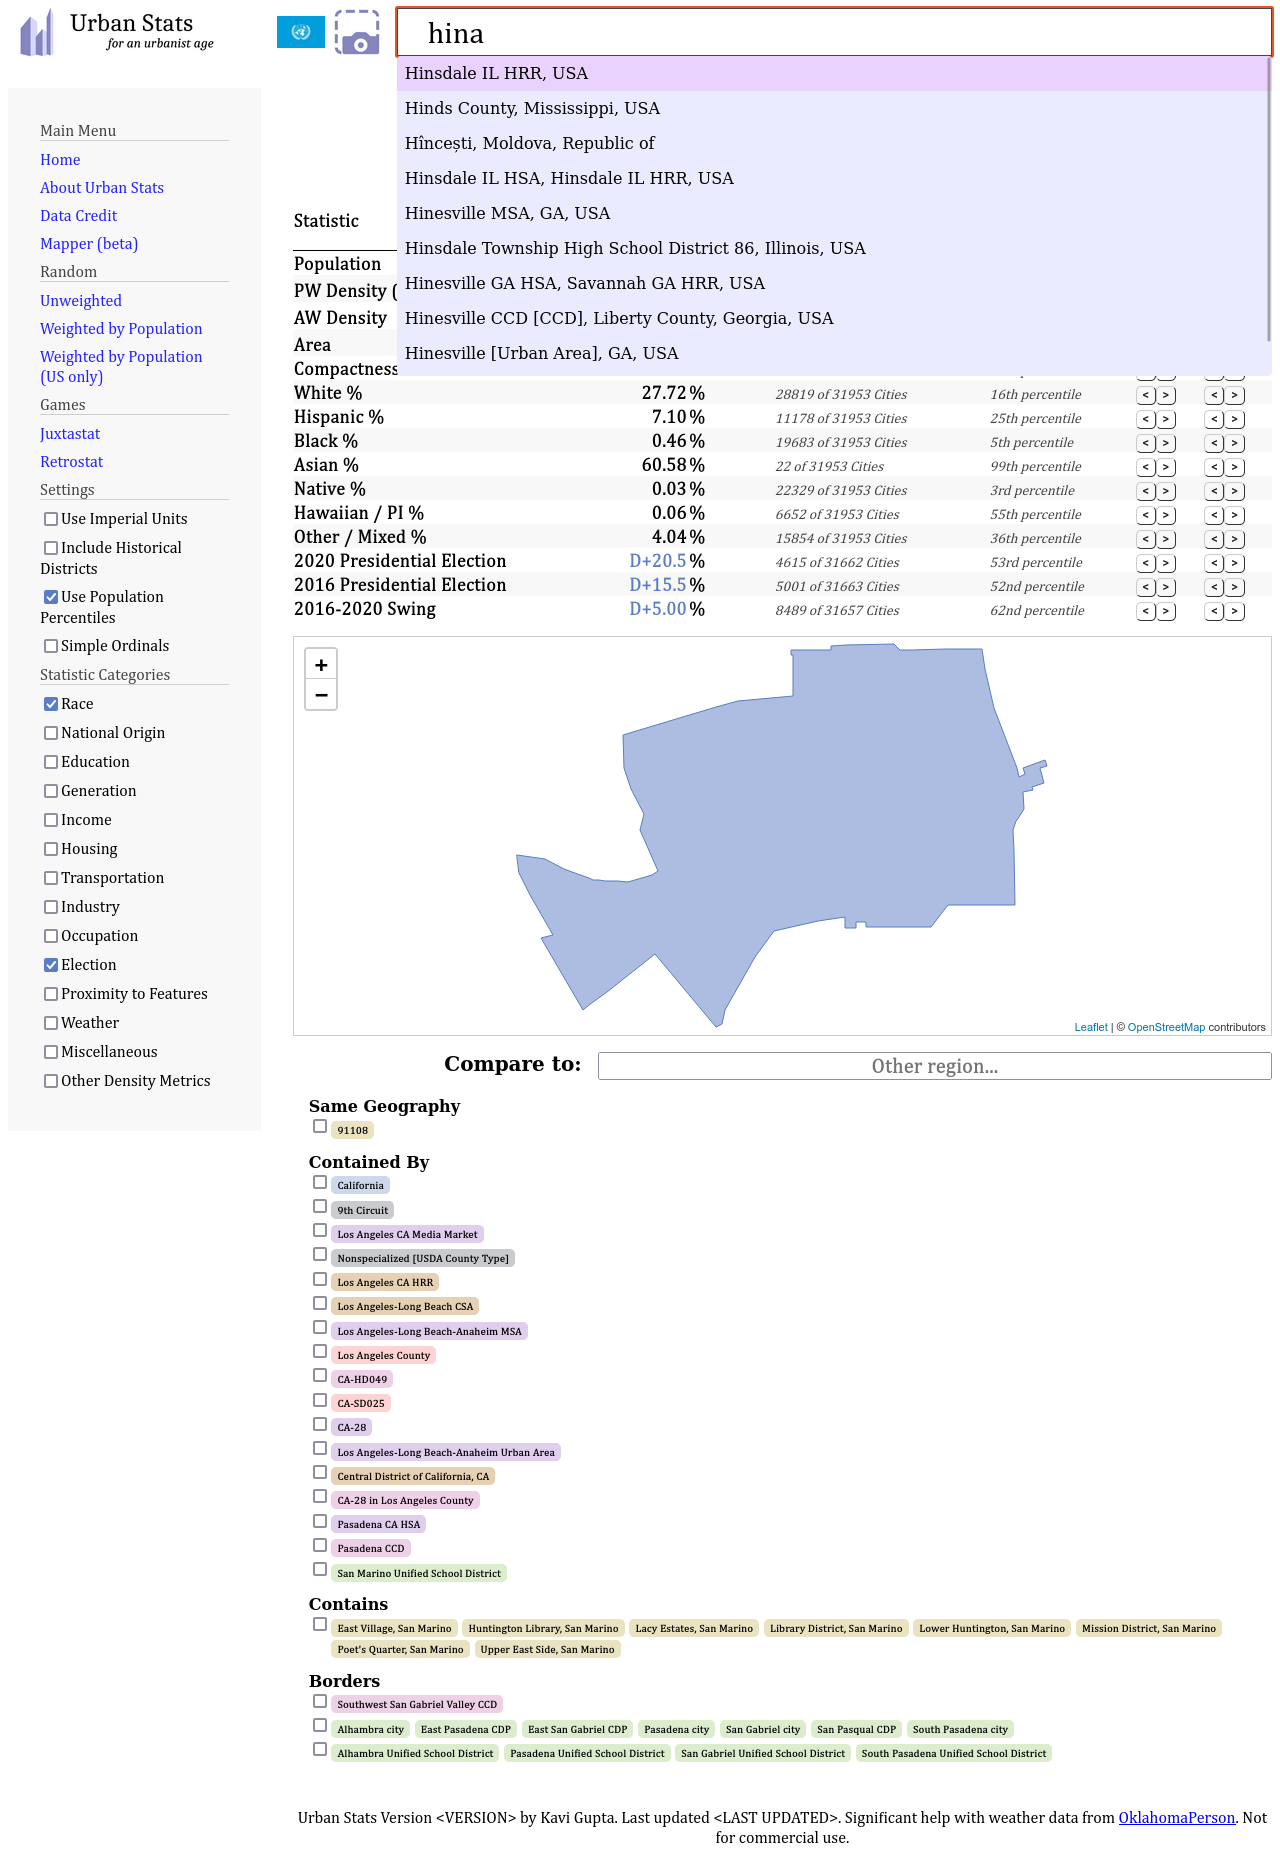 Urban Stats
for an urbanist age
hina
Hinsdale IL HRR, USA
Hinds County, Mississippi, USA
Hîncești, Moldova, Republic of
Hinsdale IL HSA, Hinsdale IL HRR, USA
Hinesville MSA, GA, USA
Hinsdale Township High School District 86, Illinois, USA
Hinesville GA HSA, Savannah GA HRR, USA
Hinesville CCD [CCD], Liberty County, Georgia, USA
Hinesville [Urban Area], GA, USA
Main Menu
Home
About Urban Stats
Data Credit
Mapper (beta)
Random
Unweighted
Weighted by Population
Weighted by Population
(US only)
Games
Juxtastat
Retrostat
Settings
Use Imperial Units
Include Historical
Districts
Use Population
Percentiles
Simple Ordinals
Statistic Categories
Race
National Origin
Education
Generation
Income
Housing
Transportation
Industry
Occupation
Election
Proximity to Features
Weather
Miscellaneous
Other Density Metrics
Statistic
Population
PW Density (
AW Density
Area
Compactness
White % 27.72% 28819 of 31953 Cities 16th percentile < > < >
Hispanic % 7.10% 11178 of 31953 Cities 25th percentile < > < >
Black % 0.46% 19683 of 31953 Cities 5th percentile < > < >
Asian % 60.58% 22 of 31953 Cities 99th percentile < > < >
Native % 0.03% 22329 of 31953 Cities 3rd percentile < > < >
Hawaiian / PI % 0.06% 6652 of 31953 Cities 55th percentile < > < >
Other / Mixed % 4.04% 15854 of 31953 Cities 36th percentile < > < >
2020 Presidential Election D+20.5% 4615 of 31662 Cities 53rd percentile < > < >
2016 Presidential Election D+15.5% 5001 of 31663 Cities 52nd percentile < > < >
2016-2020 Swing D+5.00% 8489 of 31657 Cities 62nd percentile < > < >
+
−
Leaflet | © OpenStreetMap contributors
Compare to: Other region...
Same Geography
91108
Contained By
California
9th Circuit
Los Angeles CA Media Market
Nonspecialized [USDA County Type]
Los Angeles CA HRR
Los Angeles-Long Beach CSA
Los Angeles-Long Beach-Anaheim MSA
Los Angeles County
CA-HD049
CA-SD025
CA-28
Los Angeles-Long Beach-Anaheim Urban Area
Central District of California, CA
CA-28 in Los Angeles County
Pasadena CA HSA
Pasadena CCD
San Marino Unified School District
Contains
East Village, San Marino Huntington Library, San Marino Lacy Estates, San Marino Library District, San Marino Lower Huntington, San Marino Mission District, San Marino
Poet's Quarter, San Marino Upper East Side, San Marino
Borders
Southwest San Gabriel Valley CCD
Alhambra city East Pasadena CDP East San Gabriel CDP Pasadena city San Gabriel city San Pasqual CDP South Pasadena city
Alhambra Unified School District Pasadena Unified School District San Gabriel Unified School District South Pasadena Unified School District
Urban Stats Version <VERSION> by Kavi Gupta. Last updated <LAST UPDATED>. Significant help with weather data from OklahomaPerson. Not
for commercial use.